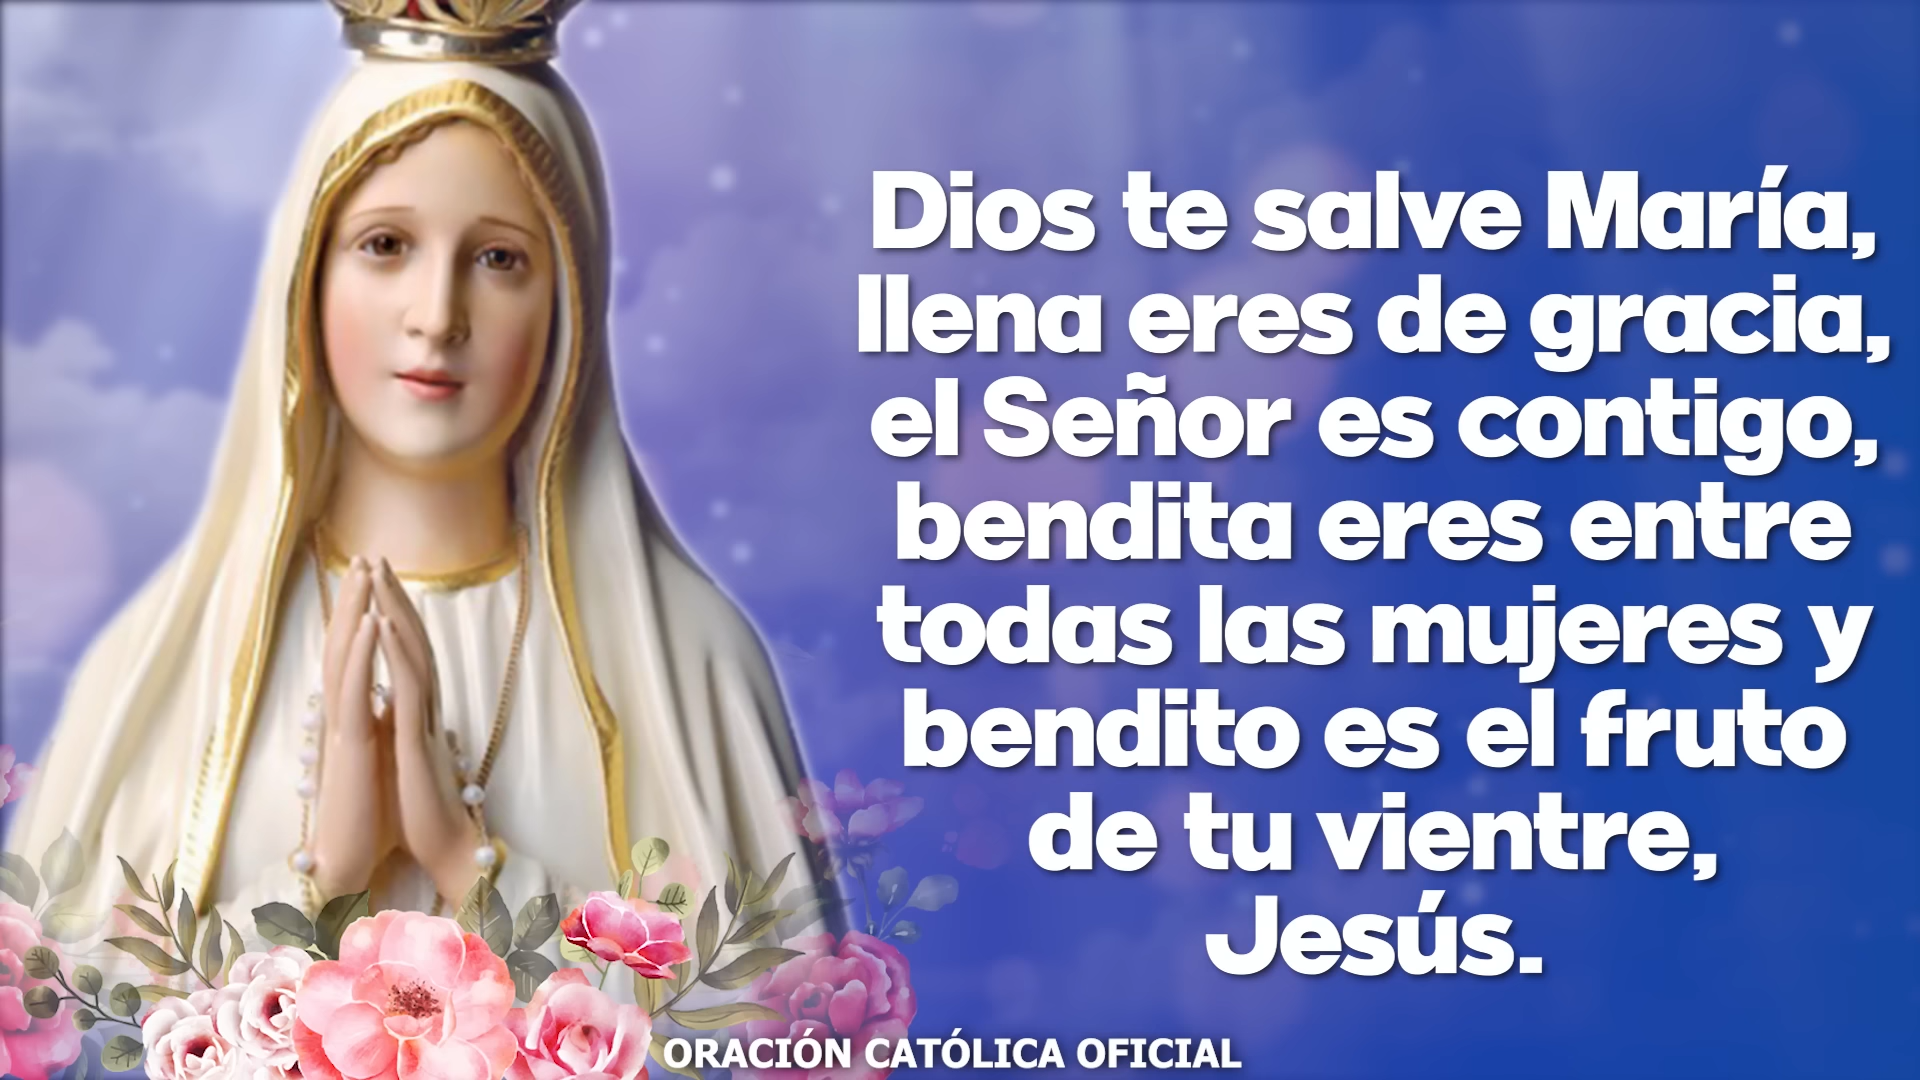 Dios te salve María,
llena eres de gracia,
el Señor es contigo,
bendita eres entre
todas las mujeres y
bendito es el fruto
de tu vientre,
Jesús.
ORACIÓN CATÓLICA OFICIAL